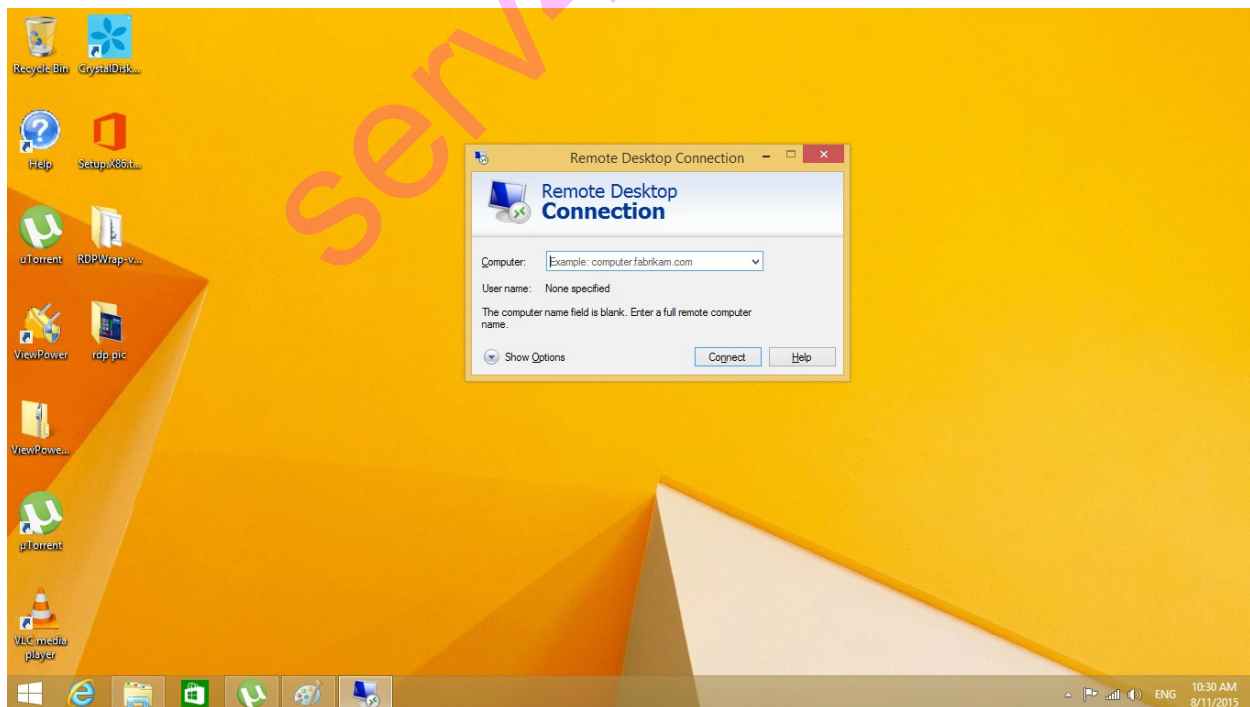 Recycle Bin
CrystalDisk...
Help
Setup.X86.t...
uTorrent
RDPWrap-v...
ViewPower
rdp pic
ViewPowe...
µTorrent
VLC media
player
Remote Desktop Connection
Remote Desktop
Connection
Computer:
Example: computer.fabrikam.com
User name:
None specified
The computer name field is blank. Enter a full remote computer
name.
Show Options
Connect
Help
ENG
10:30 AM
8/11/2015